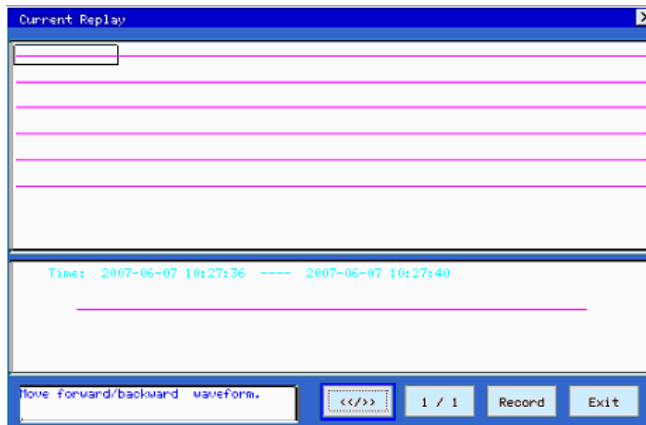 Current Replay
Time: 2007-06-07 10:27:36 ---- 2007-06-07 10:27:40
Move forward/backward waveform.
<</>>
1 / 1
Record
Exit